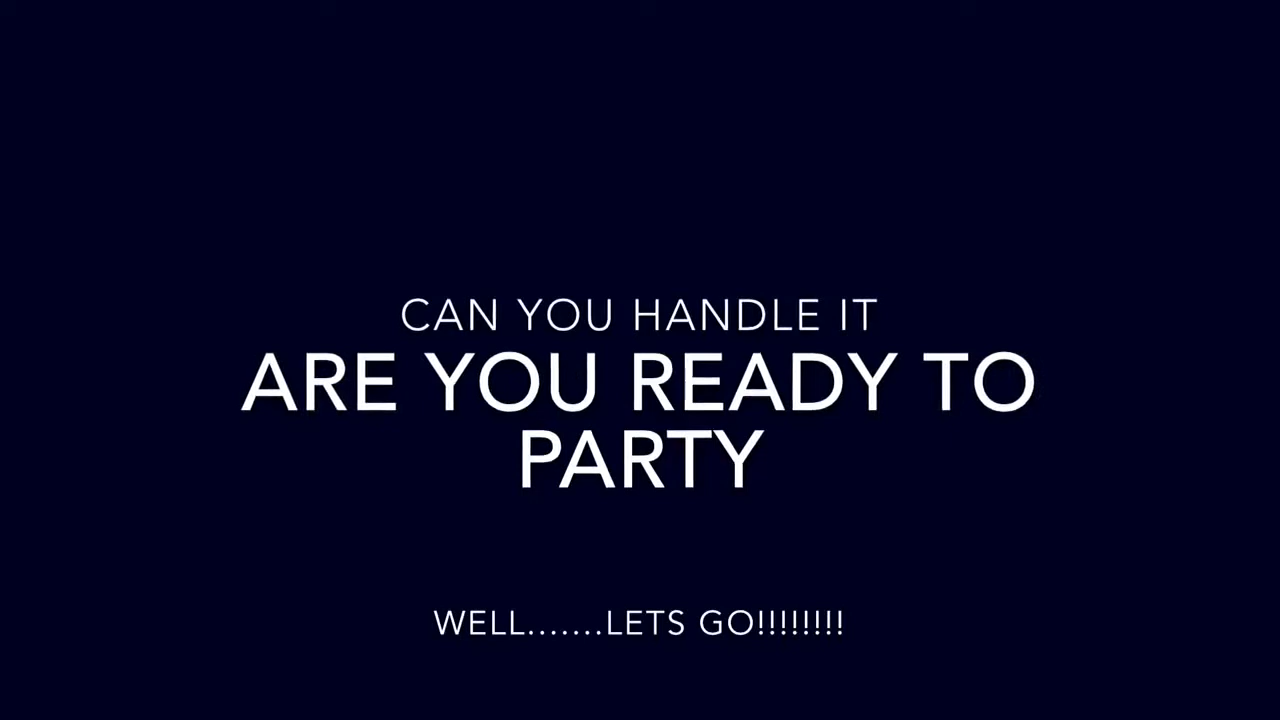 CAN YOU HANDLE IT
ARE YOU READY TO
PARTY
WELL.......LETS GO!!!!!!!!